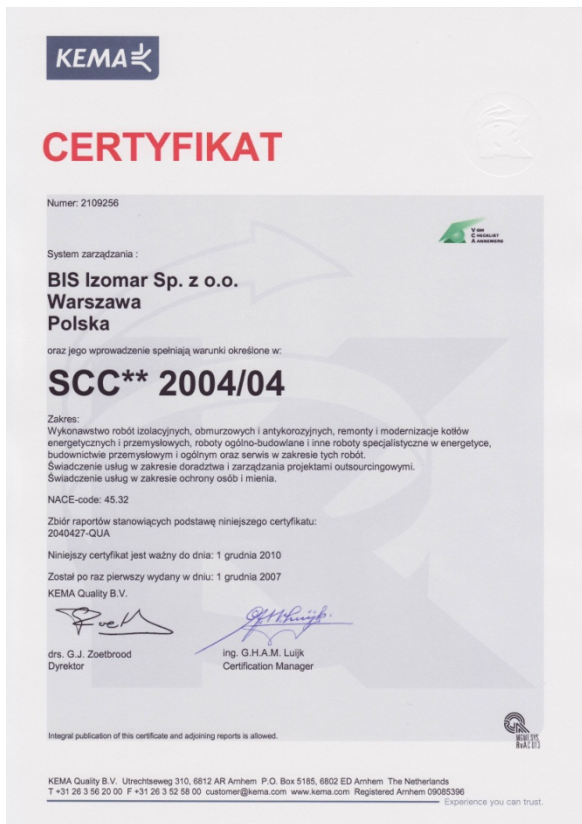 KEMA
CERTYFIKAT
Numer: 2109256
VGM
CHECKLIST
AANNEMERS
System zarządzania :
BIS Izomar Sp. z o.o.
Warszawa
Polska
oraz jego wprowadzenie spełniają warunki określone w:
SCC** 2004/04
Zakres:
Wykonawstwo robót izolacyjnych, obmurzowych i antykorozyjnych, remonty i modernizacje kotłów
energetycznych i przemysłowych, roboty ogólno-budowlane i inne roboty specjalistyczne w energetyce,
budownictwie przemysłowym i ogólnym oraz serwis w zakresie tych robót.
Świadczenie usług w zakresie doradztwa i zarządzania projektami outsourcingowymi.
Świadczenie usług w zakresie ochrony osób i mienia.
NACE-code: 45.32
Zbiór raportów stanowiących podstawę niniejszego certyfikatu:
2040427-QUA
Niniejszy certyfikat jest ważny do dnia: 1 grudnia 2010
Został po raz pierwszy wydany w dniu: 1 grudnia 2007
KEMA Quality B.V.
drs. G.J. Zoetbrood
Dyrektor
ing. G.H.A.M. Luijk
Certification Manager
Integral publication of this certificate and adjoining reports is allowed.
KEMA Quality B.V. Utrechtseweg 310, 6812 AR Arnhem P.O. Box 5185, 6802 ED Arnhem The Netherlands
T +31 26 3 56 20 00 F +31 26 3 52 58 00 customer@kema.com www.kema.com Registered Arnhem 09085396
Experience you can trust.